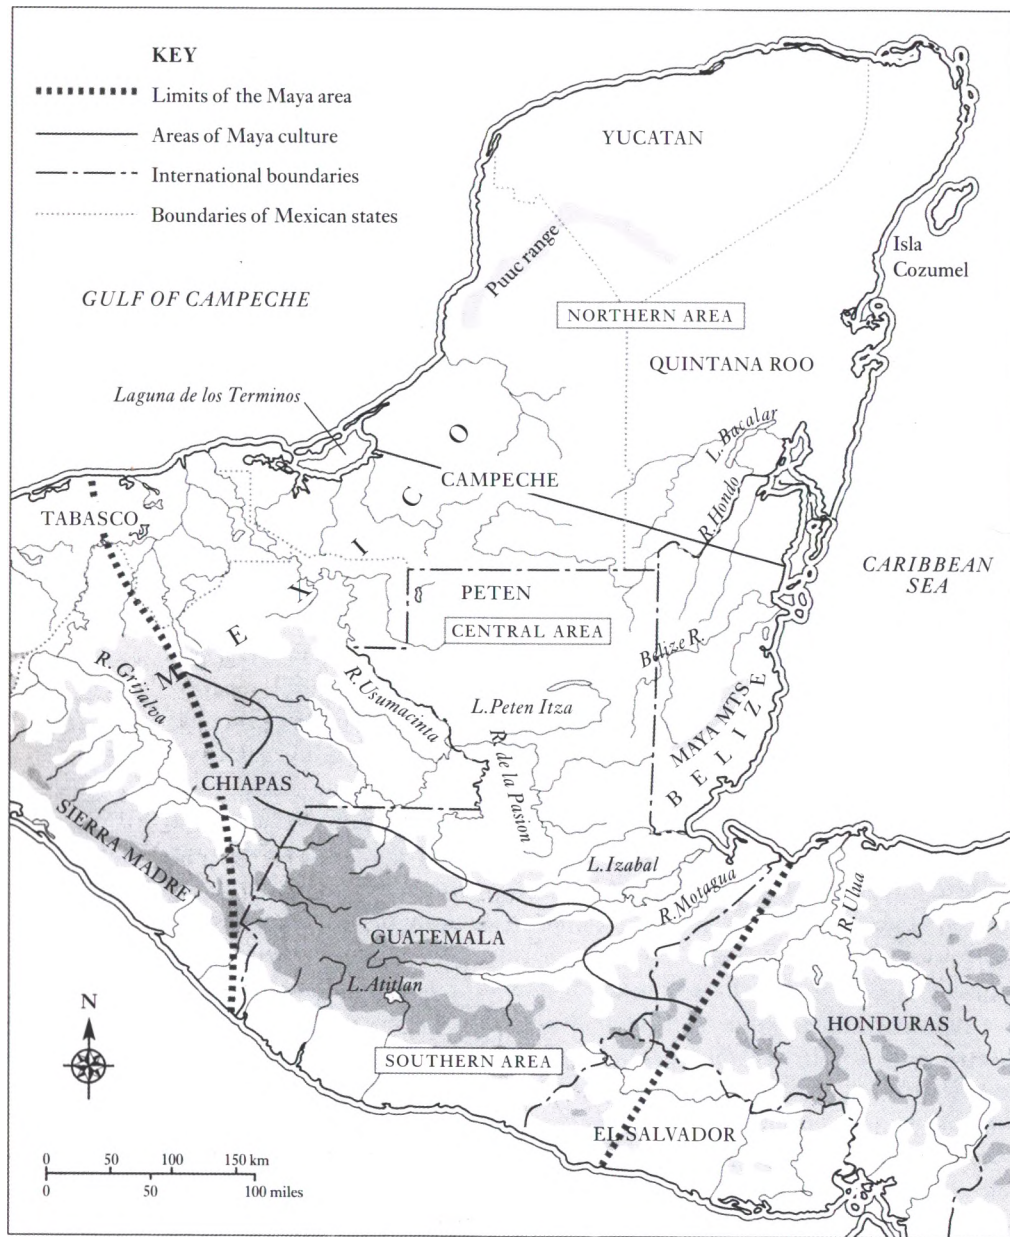 KEY
Limits of the Maya area
Areas of Maya culture
International boundaries
Boundaries of Mexican states
YUCATAN
Isla
Cozumel
Puuc range
GULF OF CAMPECHE
NORTHERN AREA
QUINTANA ROO
Laguna de los Terminos
L. Bacalar
MEXICO
CAMPECHE
R. Hondo
TABASCO
CARIBBEAN
SEA
PETEN
CENTRAL AREA
Belize R.
R. Grijalva
R. Usumacinta
L. Peten Itza
MAYA MTS
BELIZE
R. de la Pasion
CHIAPAS
SIERRA MADRE
L. Izabal
R. Motagua
R. Ulua
GUATEMALA
L. Atitlan
N
HONDURAS
SOUTHERN AREA
EL SALVADOR
0 50 100 150 km
0 50 100 miles